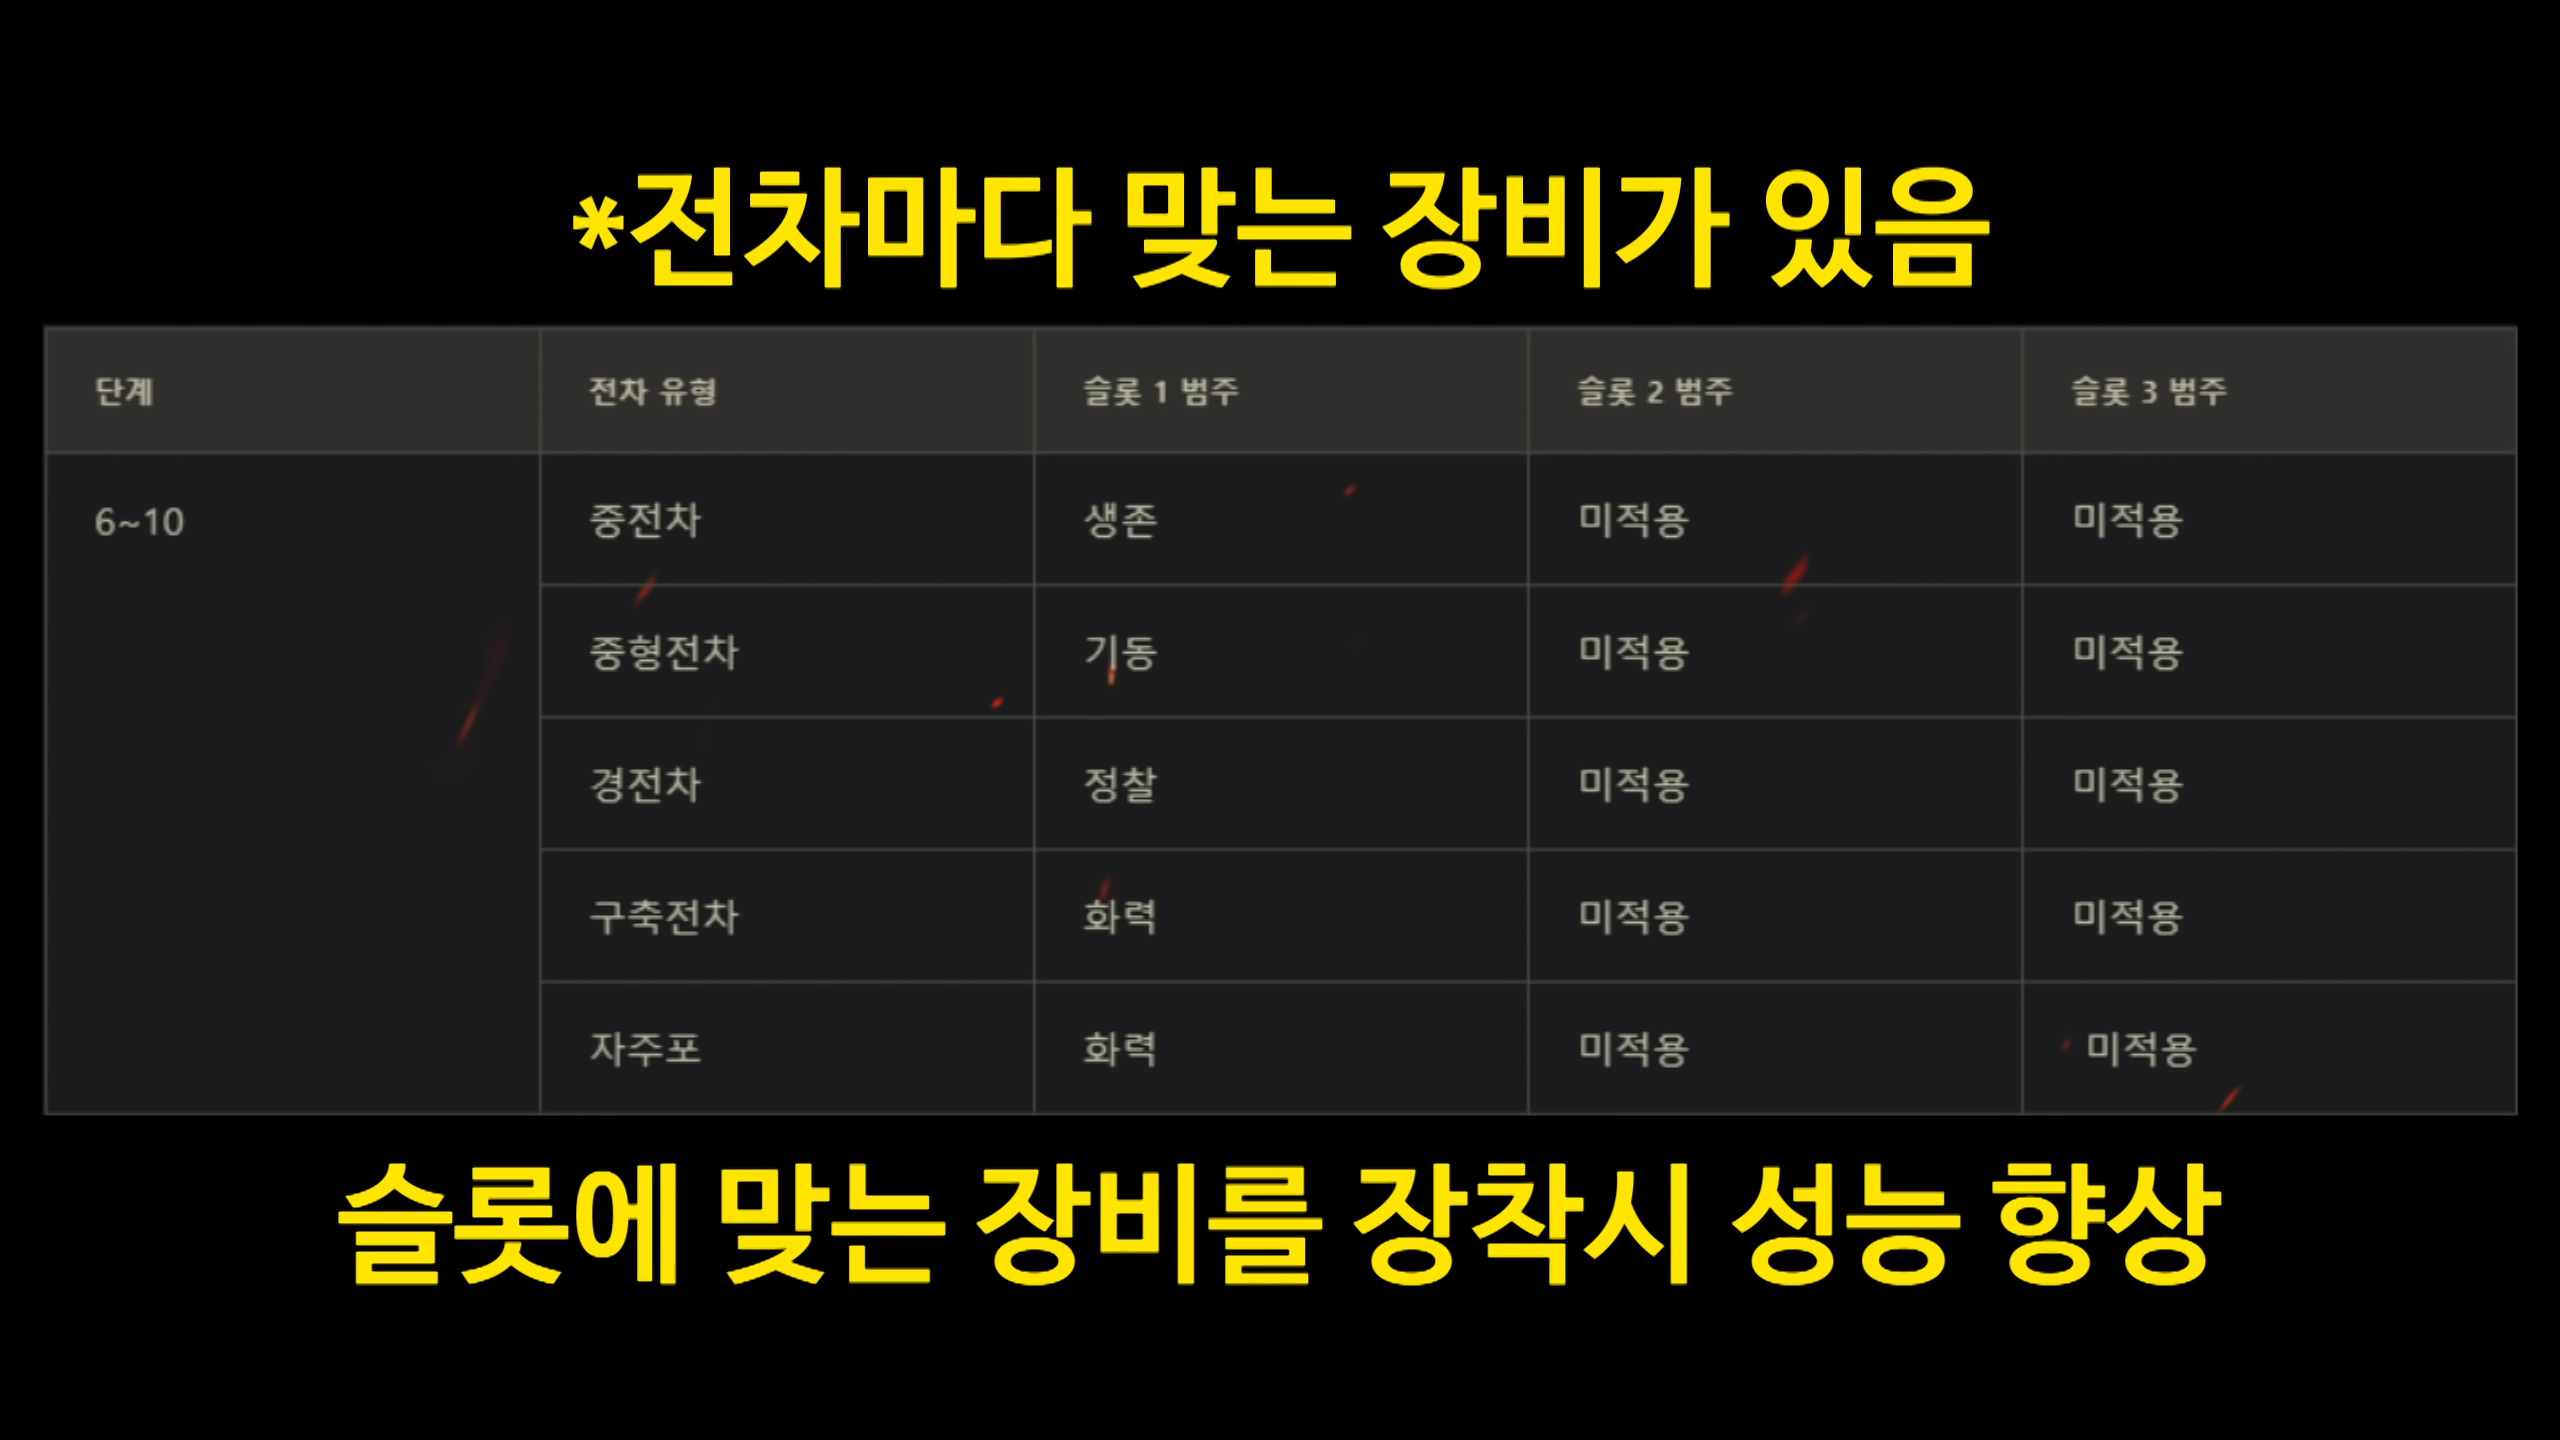 *전차마다 맞는 장비가 있음
단계 전차 유형 슬롯 1 범주 슬롯 2 범주 슬롯 3 범주
6~10 중전차 생존 미적용 미적용
중형전차 기동 미적용 미적용
경전차 정찰 미적용 미적용
구축전차 화력 미적용 미적용
자주포 화력 미적용 미적용
슬롯에 맞는 장비를 장착시 성능 향상